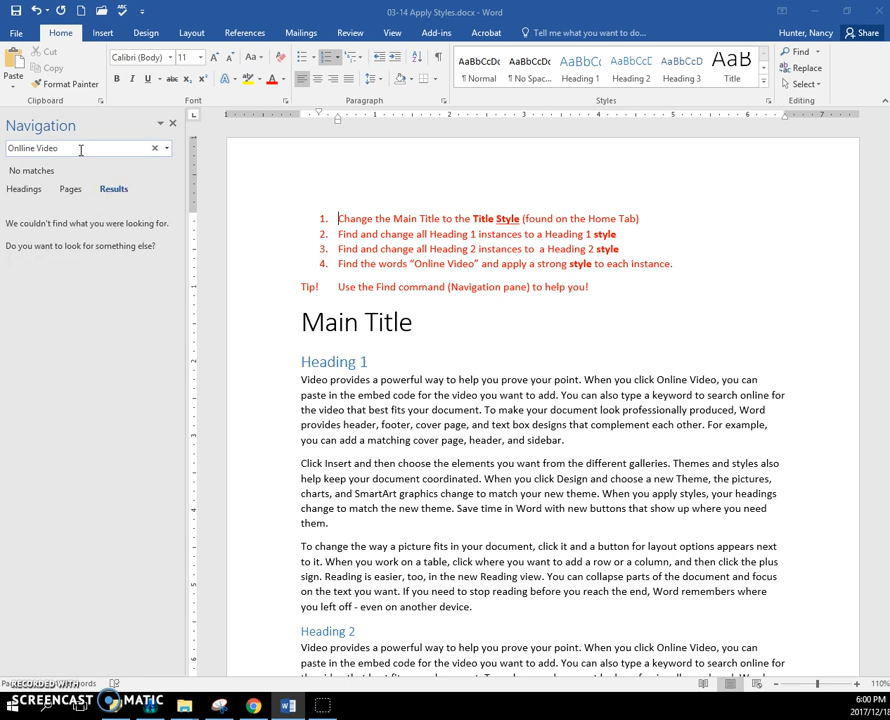 03-14 Apply Styles.docx - Word
File Home Insert Design Layout References Mailings Review View Add-ins Acrobat Tell me what you want to do... Hunter, Nancy Share
Paste Cut Copy Format Painter
Calibri (Body) 11 Aa
B I U abc X2 X2 A A
AaBbCcDc AaBbCcDc AaBbCc AaBbCcD AaBbCcD AaB
¶ Normal ¶ No Spac... Heading 1 Heading 2 Heading 3 Title
Find Replace Select
Clipboard Font Paragraph Styles Editing
Navigation
Onlline Video
No matches
Headings Pages Results
We couldn't find what you were looking for.
Do you want to look for something else?
1 1 2 3 4 5 6 7
1. Change the Main Title to the Title Style (found on the Home Tab)
2. Find and change all Heading 1 instances to a Heading 1 style
3. Find and change all Heading 2 instances to a Heading 2 style
4. Find the words “Online Video” and apply a strong style to each instance.
Tip! Use the Find command (Navigation pane) to help you!
Main Title
Heading 1
Video provides a powerful way to help you prove your point. When you click Online Video, you can
paste in the embed code for the video you want to add. You can also type a keyword to search online for
the video that best fits your document. To make your document look professionally produced, Word
provides header, footer, cover page, and text box designs that complement each other. For example,
you can add a matching cover page, header, and sidebar.
Click Insert and then choose the elements you want from the different galleries. Themes and styles also
help keep your document coordinated. When you click Design and choose a new Theme, the pictures,
charts, and SmartArt graphics change to match your new theme. When you apply styles, your headings
change to match the new theme. Save time in Word with new buttons that show up where you need
them.
To change the way a picture fits in your document, click it and a button for layout options appears next
to it. When you work on a table, click where you want to add a row or a column, and then click the plus
sign. Reading is easier, too, in the new Reading view. You can collapse parts of the document and focus
on the text you want. If you need to stop reading before you reach the end, Word remembers where
you left off - even on another device.
Heading 2
Video provides a powerful way to help you prove your point. When you click Online Video, you can
paste in the embed code for the video you want to add. You can also type a keyword to search online for
RECORDED WITH
SCREENCAST MATIC
110%
6:00 PM
2017/12/18